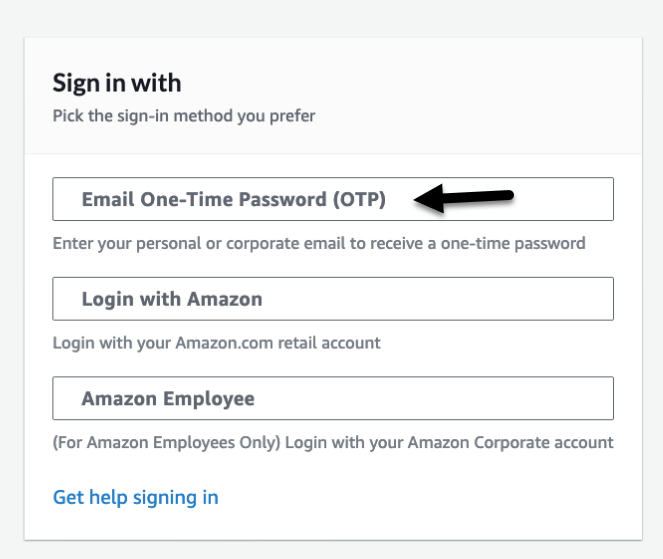 Sign in with
Pick the sign-in method you prefer
Email One-Time Password (OTP)
Enter your personal or corporate email to receive a one-time password
Login with Amazon
Login with your Amazon.com retail account
Amazon Employee
(For Amazon Employees Only) Login with your Amazon Corporate account
Get help signing in